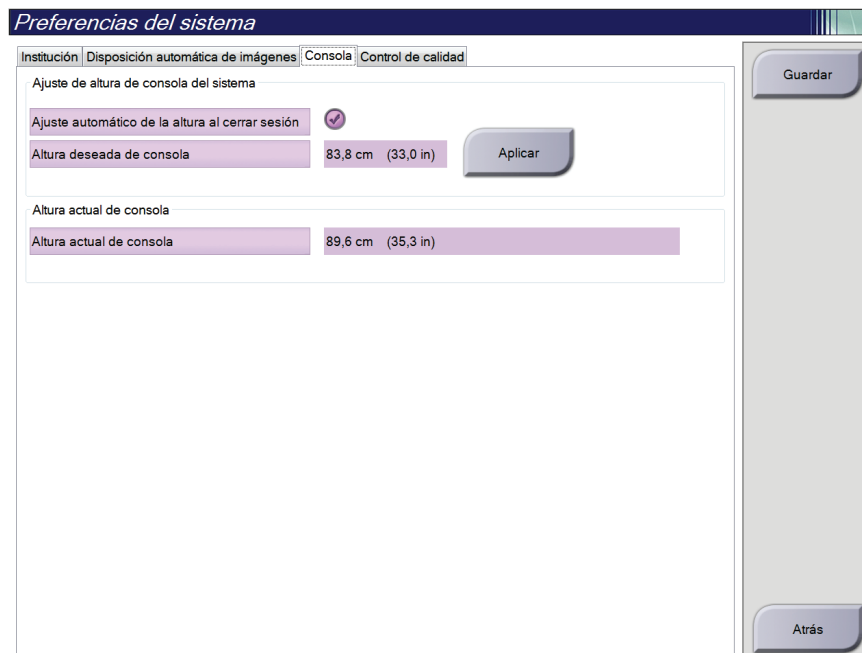 Preferencias del sistema
Institución Disposición automática de imágenes Consola Control de calidad
Guardar
Ajuste de altura de consola del sistema
Ajuste automático de la altura al cerrar sesión
Altura deseada de consola 83,8 cm (33,0 in) Aplicar
Altura actual de consola
Altura actual de consola 89,6 cm (35,3 in)
Atrás